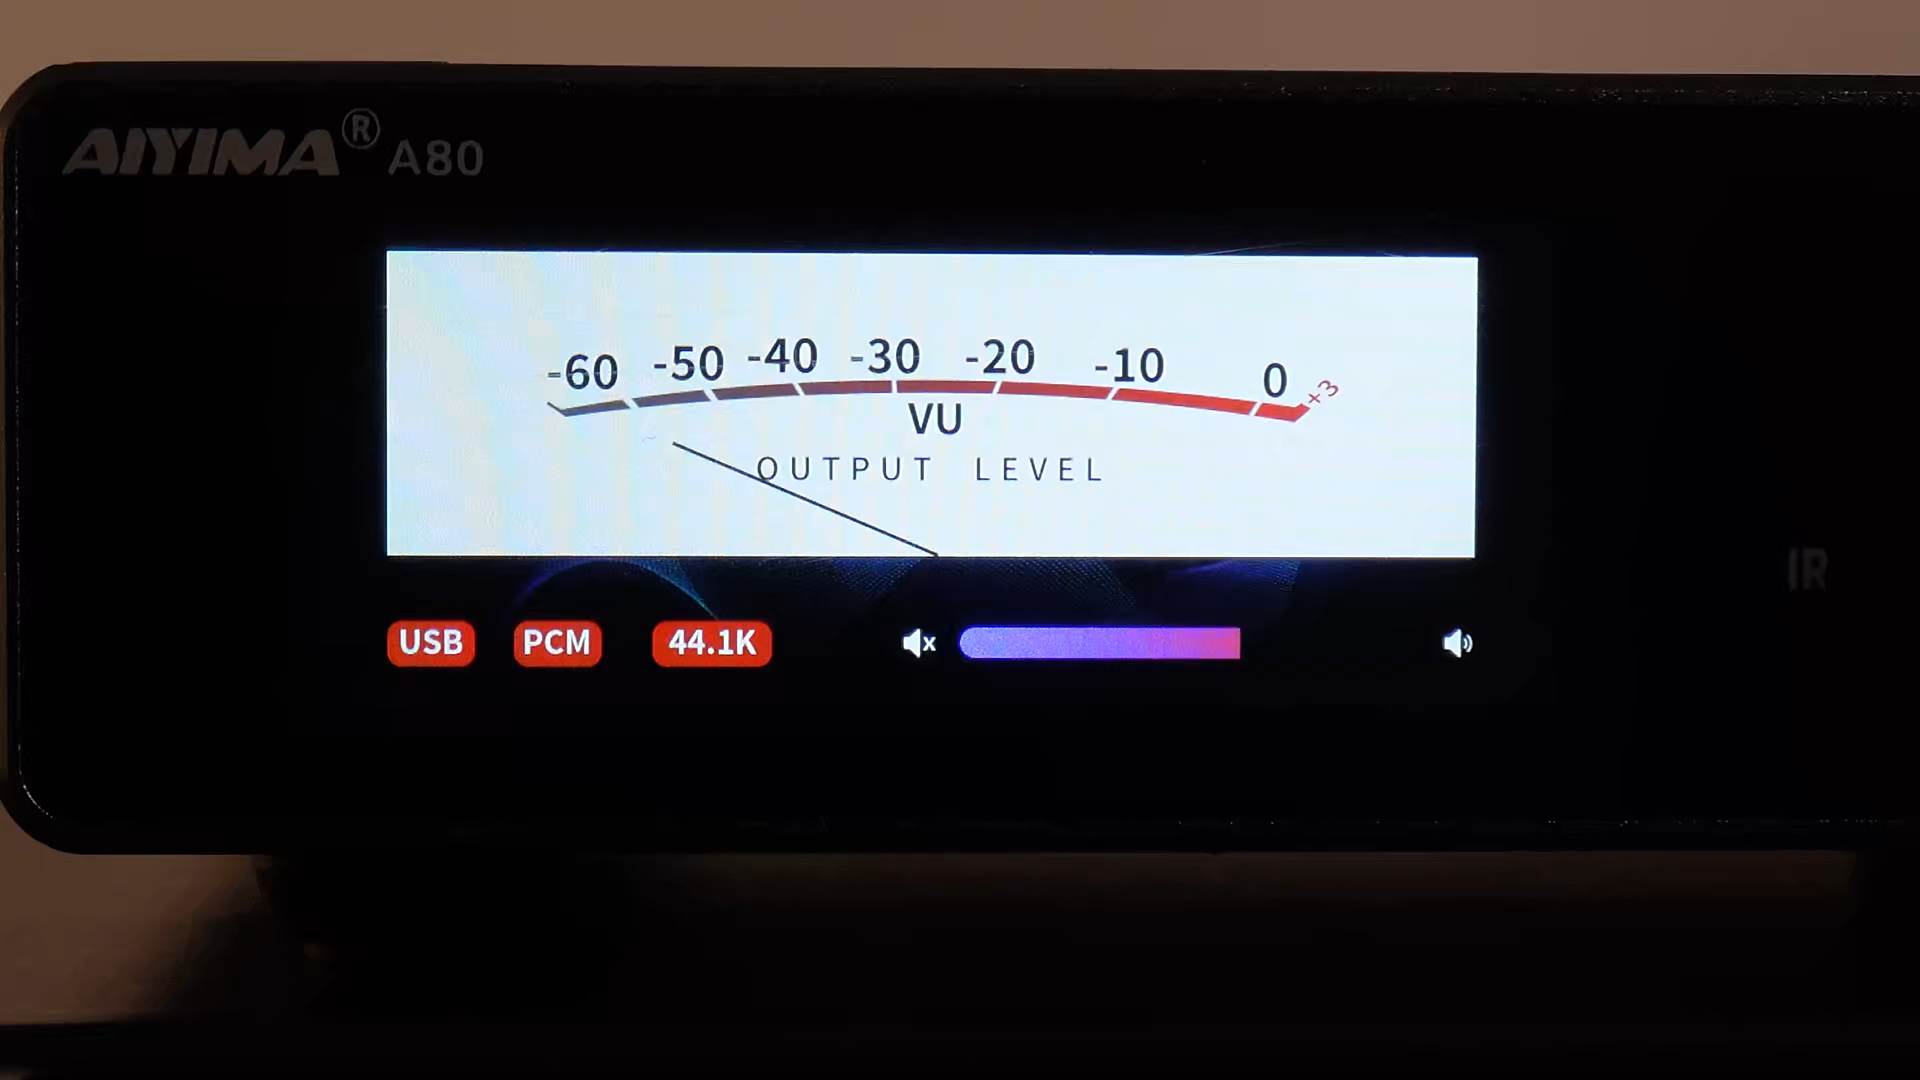 AIYIMA® A80
-60 -50 -40 -30 -20 -10 0 +3
VU
OUTPUT LEVEL
IR
USB PCM 44.1K